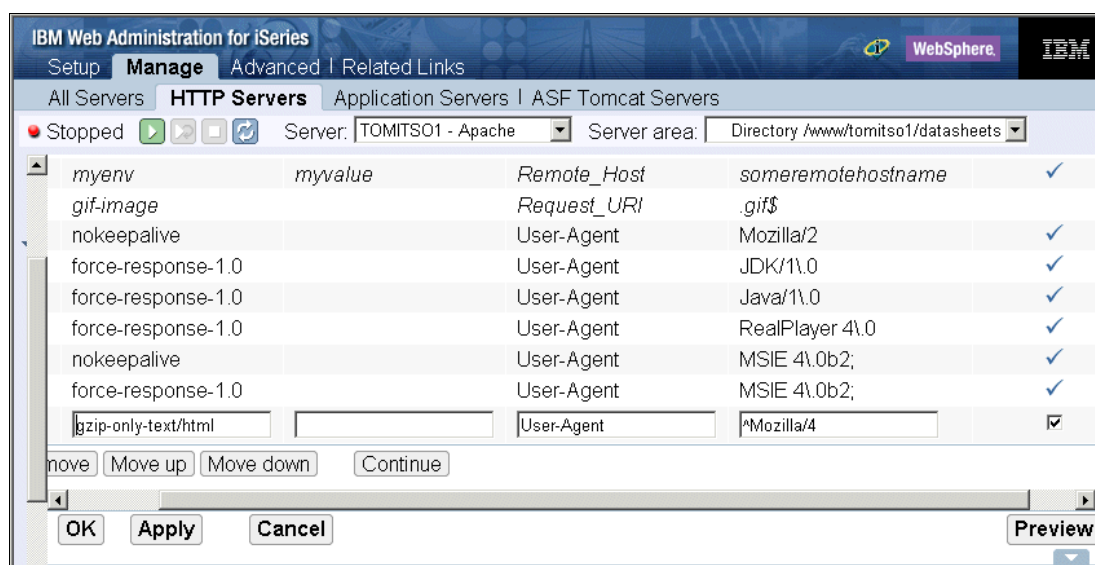 IBM Web Administration for iSeries
WebSphere.
IBM
Setup Manage Advanced | Related Links
All Servers HTTP Servers Application Servers | ASF Tomcat Servers
Stopped Server: TOMITSO1 - Apache Server area: Directory /www/tomitso1/datasheets
myenv myvalue Remote_Host someremotehostname
gif-image Request_URI .gif$
nokeepalive User-Agent Mozilla/2
force-response-1.0 User-Agent JDK/1\.0
force-response-1.0 User-Agent Java/1\.0
force-response-1.0 User-Agent RealPlayer 4\.0
nokeepalive User-Agent MSIE 4\.0b2;
force-response-1.0 User-Agent MSIE 4\.0b2;
gzip-only-text/html User-Agent ^Mozilla/4
move Move up Move down Continue
OK Apply Cancel Preview